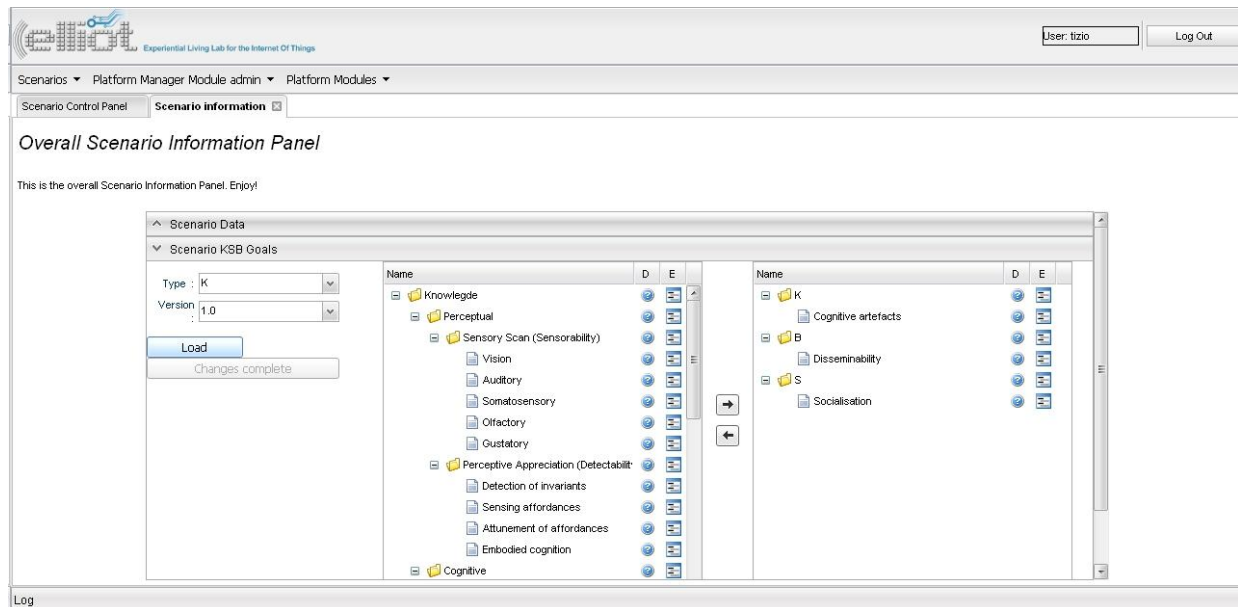 elliot Experiential Living Lab for the Internet Of Things
User: tizio
Log Out
Scenarios Platform Manager Module admin Platform Modules
Scenario Control Panel Scenario information
Overall Scenario Information Panel
This is the overall Scenario Information Panel. Enjoy!
Scenario Data
Scenario KSB Goals
Type : K
Version : 1.0
Load
Changes complete
Name D E
Knowlegde
Perceptual
Sensory Scan (Sensorability)
Vision
Auditory
Somatosensory
Olfactory
Gustatory
Perceptive Appreciation (Detectabilit
Detection of invariants
Sensing affordances
Attunement of affordances
Embodied cognition
Cognitive
Name D E
K
Cognitive artefacts
B
Disseminability
S
Socialisation
Log